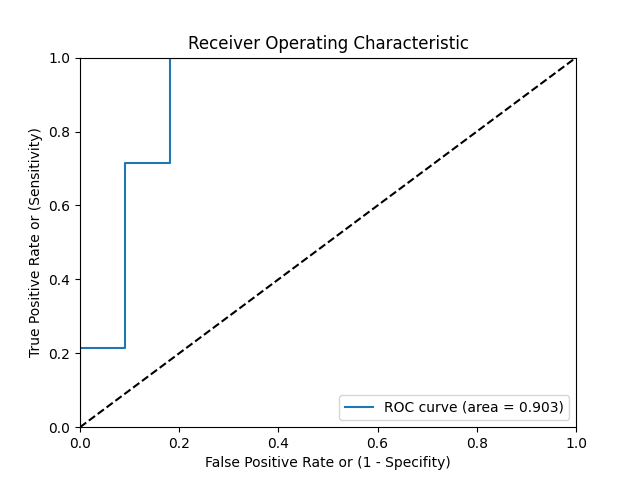 Receiver Operating Characteristic
True Positive Rate or (Sensitivity)
1.0
0.8
0.6
0.4
0.2
0.0
ROC curve (area = 0.903)
0.0 0.2 0.4 0.6 0.8 1.0
False Positive Rate or (1 - Specifity)